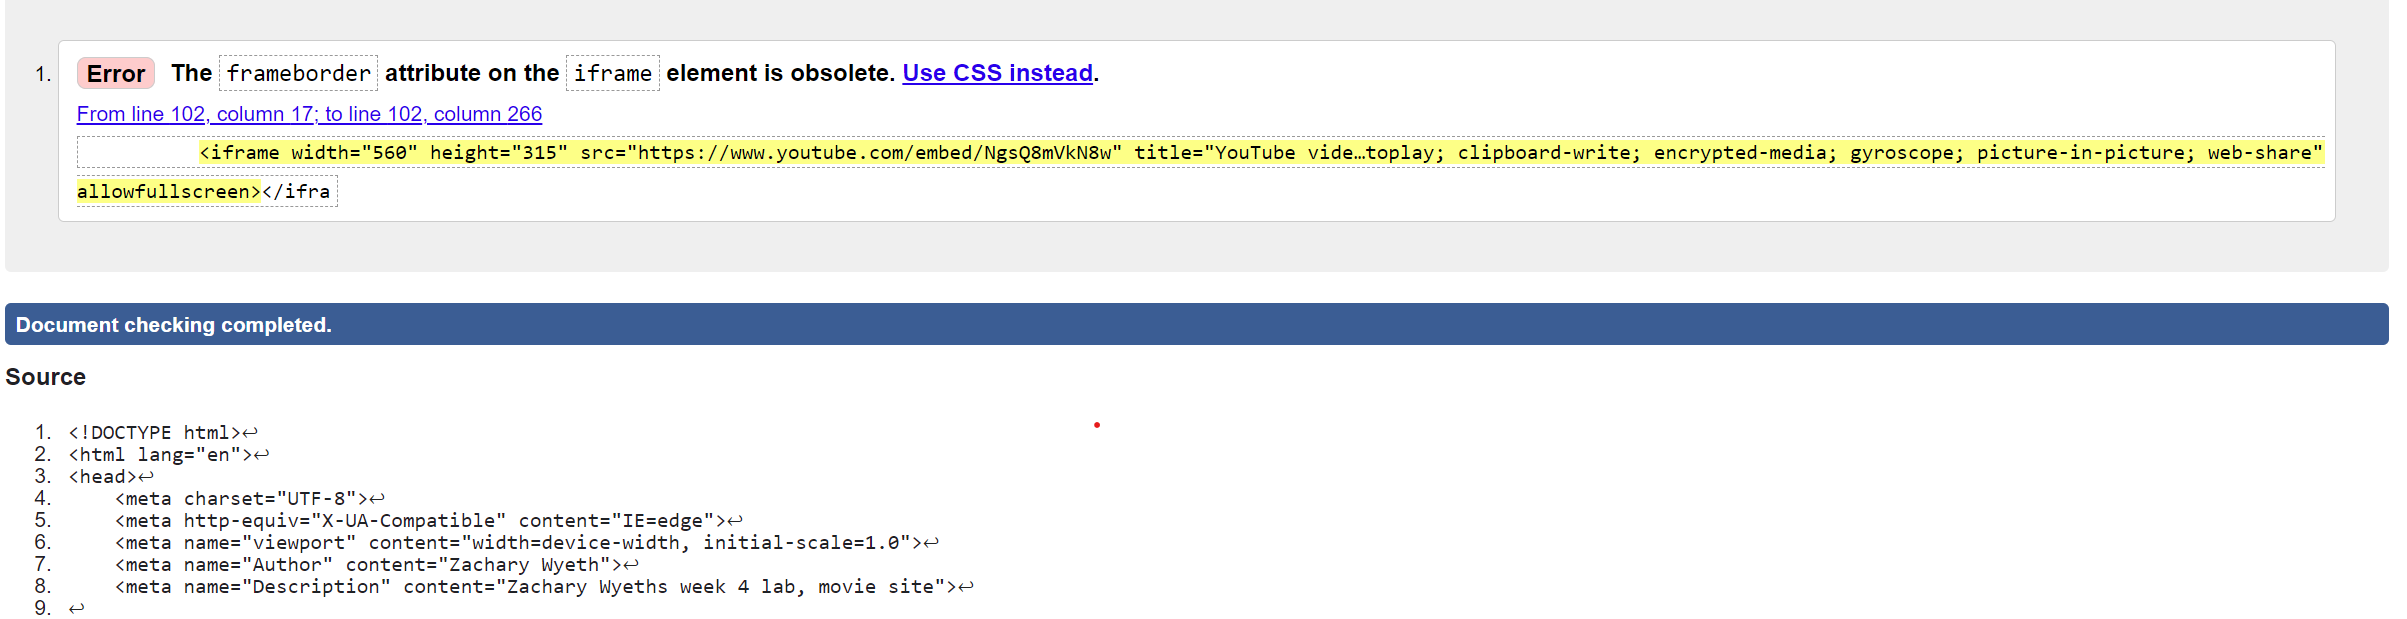 1. Error The frameborder attribute on the iframe element is obsolete. Use CSS instead.
From line 102, column 17; to line 102, column 266
<iframe width="560" height="315" src="https://www.youtube.com/embed/NgsQ8mVkN8w" title="YouTube vide…toplay; clipboard-write; encrypted-media; gyroscope; picture-in-picture; web-share"
allowfullscreen></ifra
Document checking completed.
Source
1. <!DOCTYPE html>↩
2. <html lang="en">↩
3. <head>↩
4. <meta charset="UTF-8">↩
5. <meta http-equiv="X-UA-Compatible" content="IE=edge">↩
6. <meta name="viewport" content="width=device-width, initial-scale=1.0">↩
7. <meta name="Author" content="Zachary Wyeth">↩
8. <meta name="Description" content="Zachary Wyeths week 4 lab, movie site">↩
9. ↩